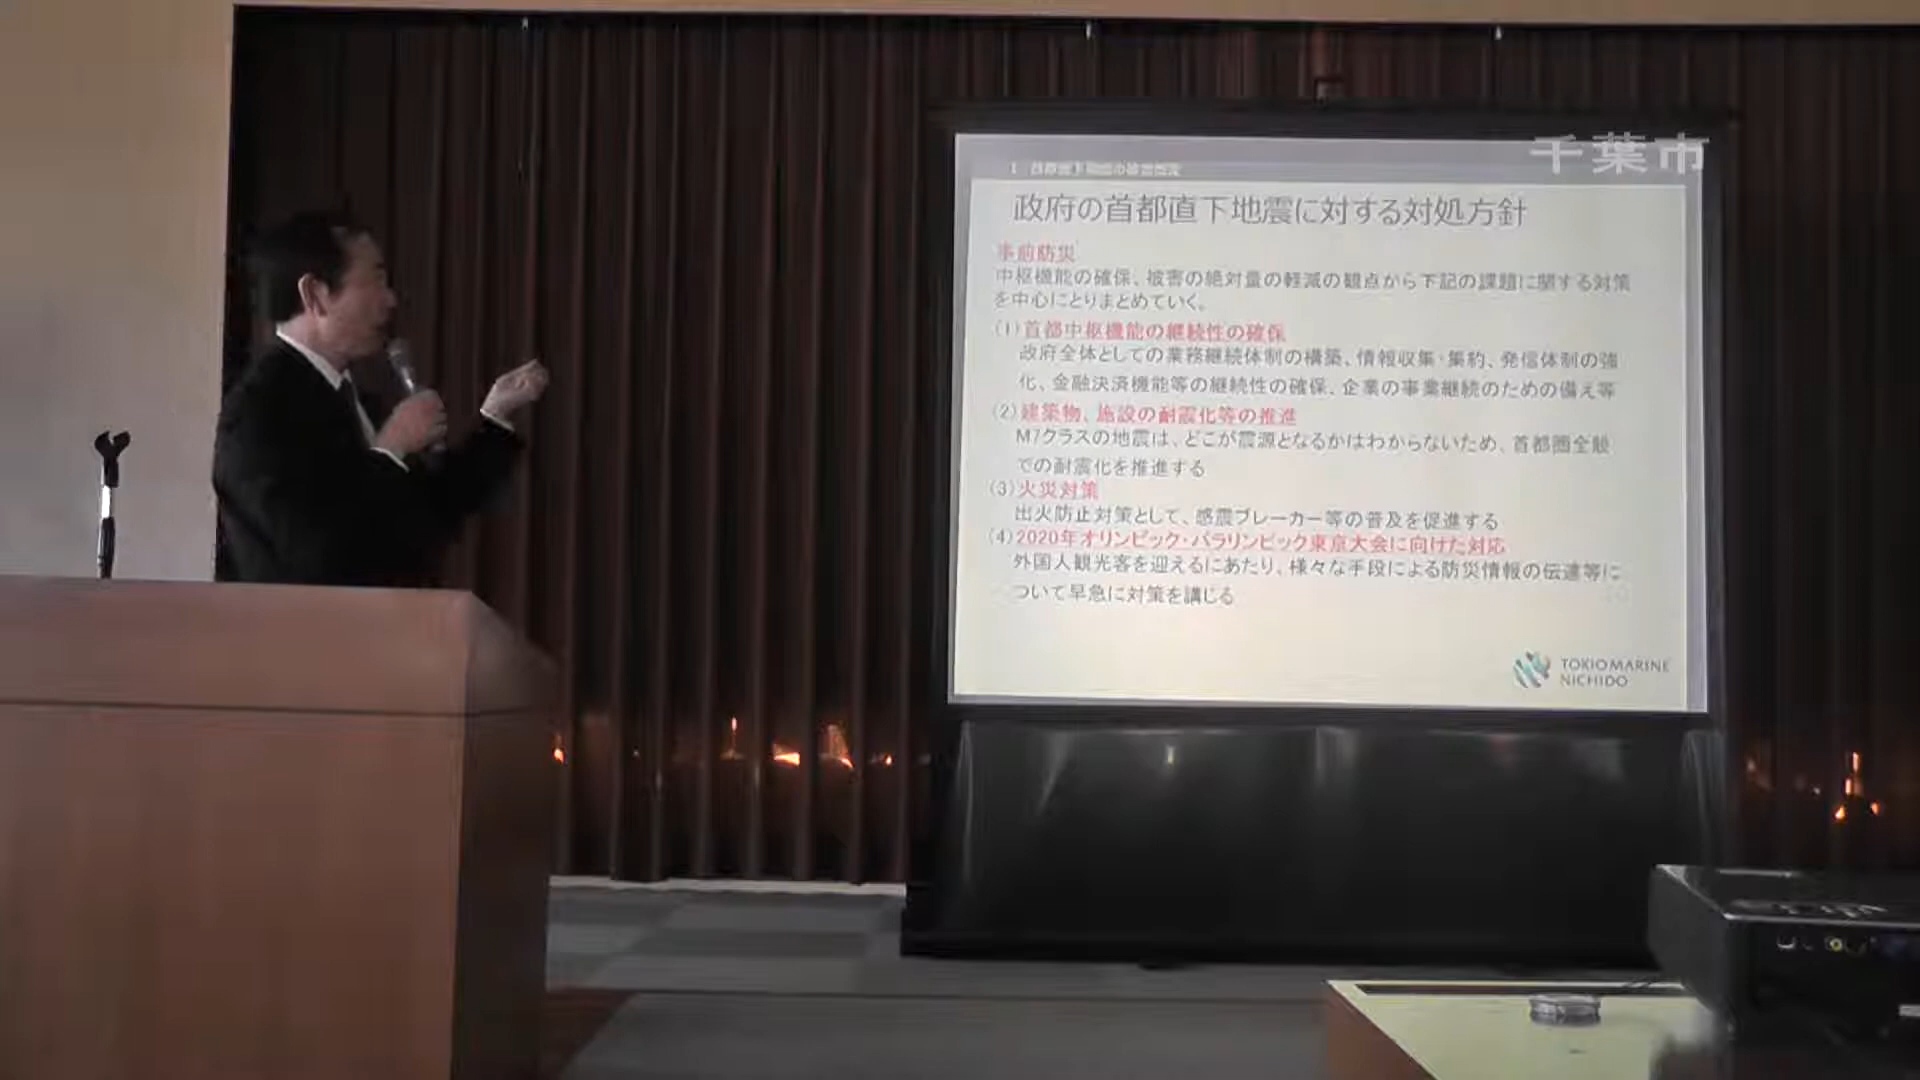 千葉市
1 首都直下地震の被害想定
政府の首都直下地震に対する対処方針
事前防災
中枢機能の確保、被害の絶対量の軽減の観点から下記の課題に関する対策
を中心にとりまとめていく。
(1)首都中枢機能の継続性の確保
政府全体としての業務継続体制の構築、情報収集・集約、発信体制の強
化、金融決済機能等の継続性の確保、企業の事業継続のための備え等
(2)建築物、施設の耐震化等の推進
M7クラスの地震は、どこが震源となるかはわからないため、首都圏全般
での耐震化を推進する
(3)火災対策
出火防止対策として、感震ブレーカー等の普及を促進する
(4)2020年オリンピック・パラリンピック東京大会に向けた対応
外国人観光客を迎えるにあたり、様々な手段による防災情報の伝達等に
ついて早急に対策を講じる
TOKIO MARINE
NICHIDO